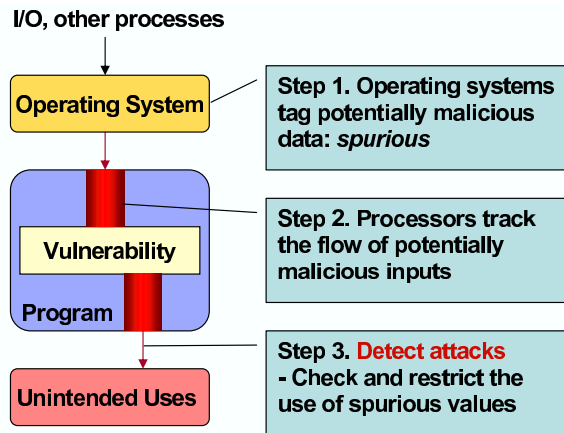 I/O, other processes
Operating System
Step 1. Operating systems
tag potentially malicious
data: spurious
Vulnerability
Program
Step 2. Processors track
the flow of potentially
malicious inputs
Step 3. Detect attacks
- Check and restrict the
use of spurious values
Unintended Uses